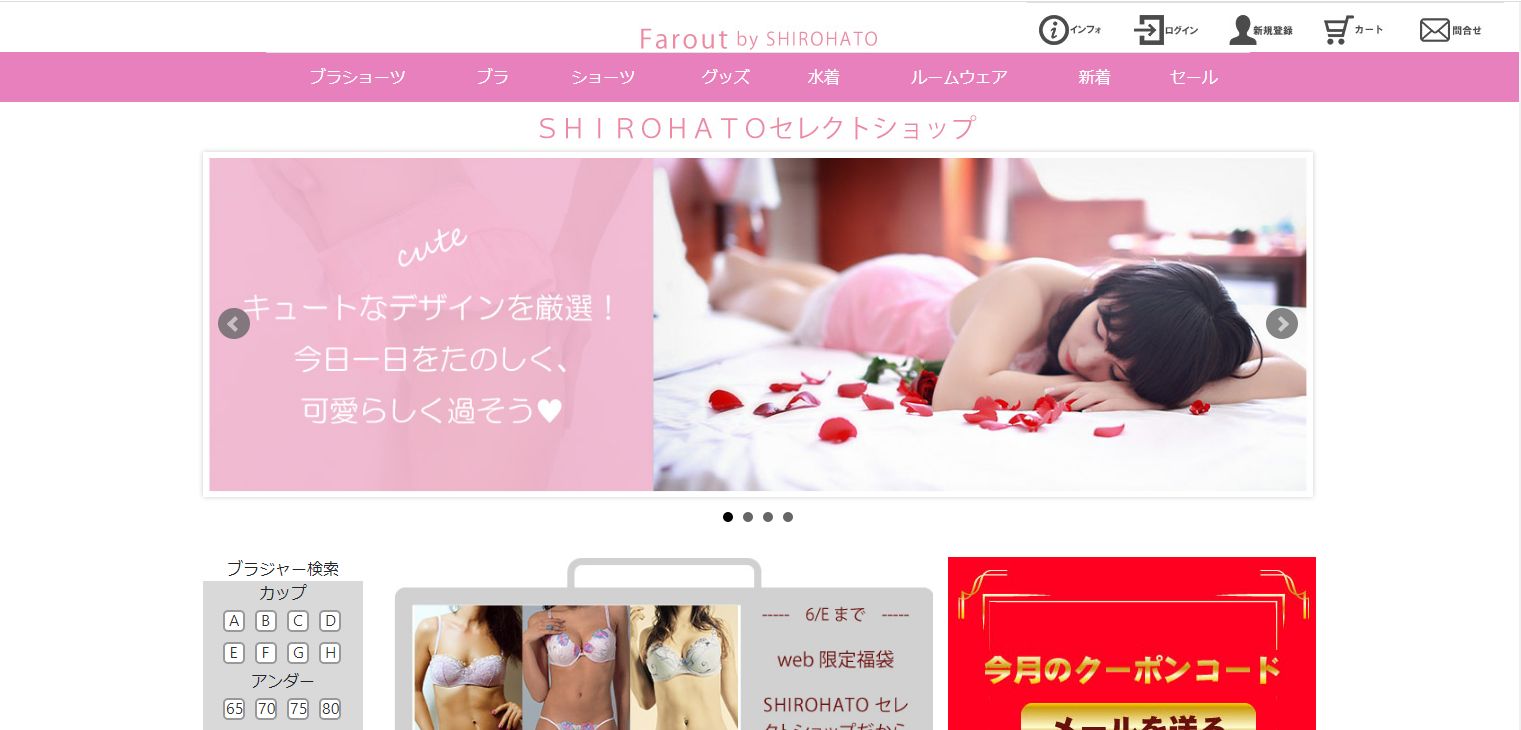 Farout by SHIROHATO
インフォ
ログイン
新規登録
カート
問合せ
ブラショーツ ブラ ショーツ グッズ 水着 ルームウェア 新着 セール
ＳＨＩＲＯＨＡＴＯセレクトショップ
cute
キュートなデザインを厳選！
今日一日をたのしく、
可愛らしく過そう♥
ブラジャー検索
カップ
A B C D
E F G H
アンダー
65 70 75 80
----- 6/E まで -----
web 限定福袋
SHIROHATO セレ
クトショップだから
今月のクーポンコード
メールを送る